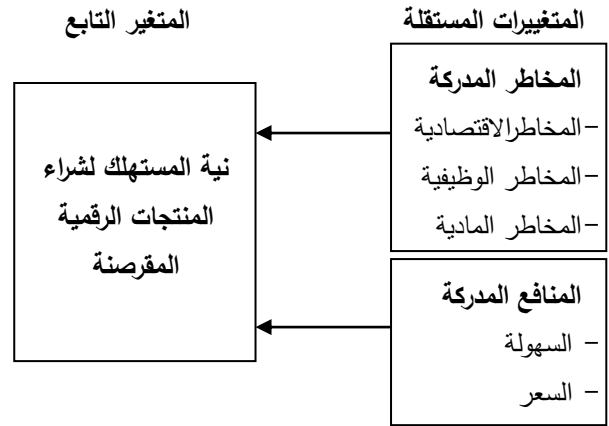 المتغييرات المستقلة
المتغير التابع
المخاطر المدركة
-المخاطرالاقتصادية
-المخاطر الوظيفية
-المخاطر المادية
المنافع المدركة
- السهولة
- السعر
نية المستهلك لشراء
المنتجات الرقمية
المقرصنة